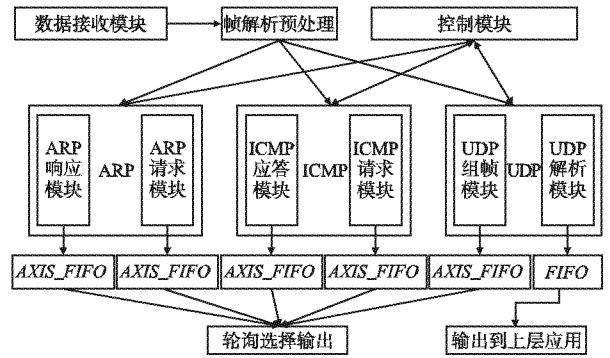 数据接收模块
帧解析预处理
控制模块
ARP
响应
模块
ARP
ARP
请求
模块
ICMP
应答
模块
ICMP
ICMP
请求
模块
UDP
组帧
模块
UDP
UDP
解析
模块
AXIS_FIFO
AXIS_FIFO
AXIS_FIFO
AXIS_FIFO
AXIS_FIFO
FIFO
轮询选择输出
输出到上层应用